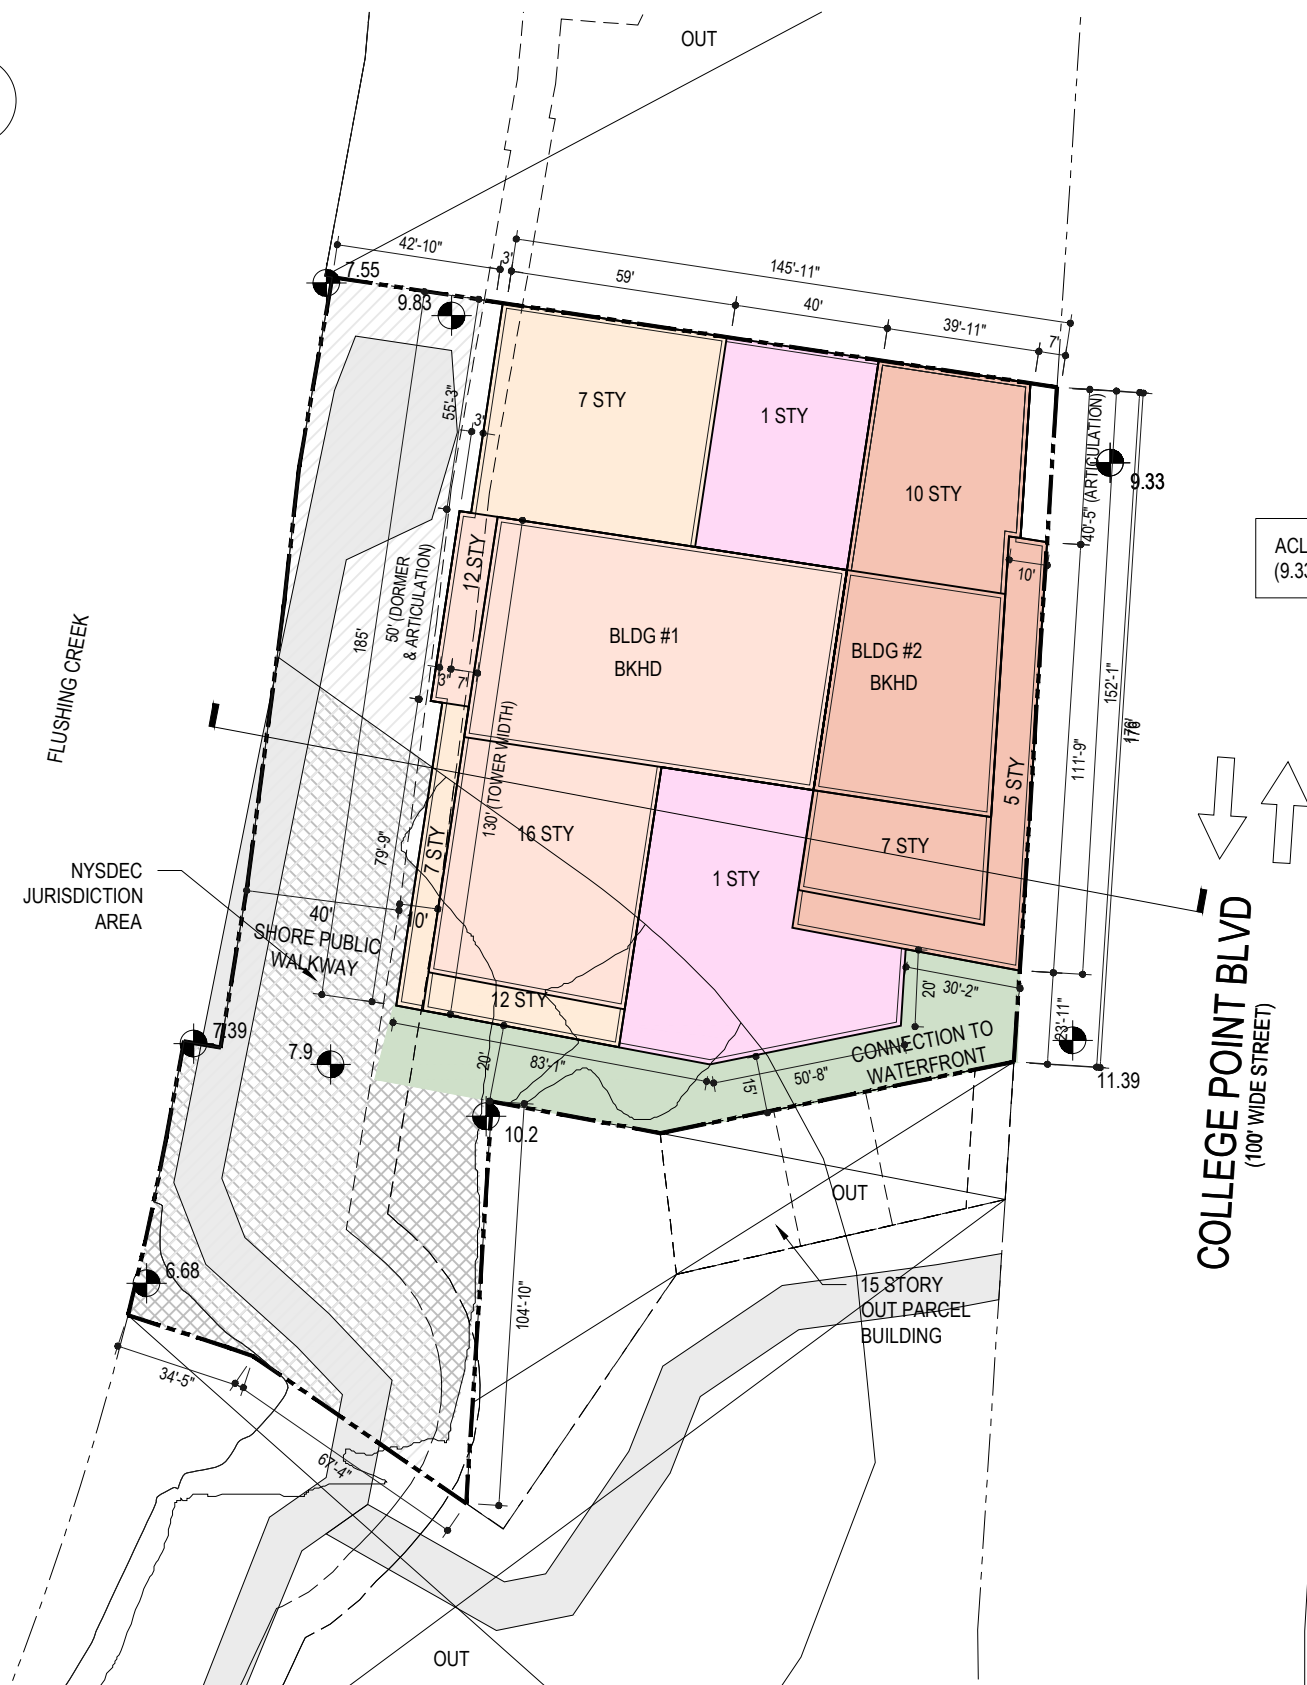 OUT
42'-10"
3'
145'-11"
59'
40'
39'-11"
7'
7.55
9.83
7 STY
1 STY
55'-3"
3'
40'-5" (ARTICULATION)
9.33
10 STY
ACL
(9.33
12 STY
50' (DORMER
& ARTICULATION)
185'
10'
BLDG #1
BKHD
BLDG #2
BKHD
FLUSHING CREEK
3"
7'
152'-1"
130' (TOWER WIDTH)
111'-9"
5 STY
16 STY
7 STY
7 STY
79'-9"
1 STY
NYSDEC
JURISDICTION
AREA
40'
10'
SHORE PUBLIC
WALKWAY
COLLEGE POINT BLVD
(100' WIDE STREET)
12 STY
20'
30'-2"
23'-11"
7.39
7.9
CONNECTION TO
WATERFRONT
20'
83'-1"
50'-8"
15'
11.39
10.2
OUT
6.68
104'-10"
15 STORY
OUT PARCEL
BUILDING
34'-5"
67'-4"
OUT